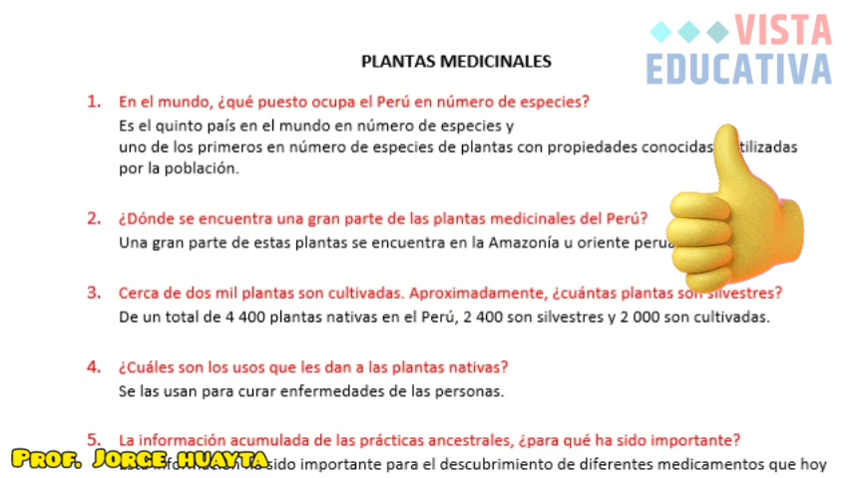 VISTA
EDUCATIVA
PLANTAS MEDICINALES
1. En el mundo, ¿qué puesto ocupa el Perú en número de especies?
Es el quinto país en el mundo en número de especies y
uno de los primeros en número de especies de plantas con propiedades conocidas tilizadas
por la población.
2. ¿Dónde se encuentra una gran parte de las plantas medicinales del Perú?
Una gran parte de estas plantas se encuentra en la Amazonía u oriente
3. Cerca de dos mil plantas son cultivadas. Aproximadamente, ¿cuántas plantas son silvestres?
De un total de 4 400 plantas nativas en el Perú, 2 400 son silvestres y 2 000 son cultivadas.
4. ¿Cuáles son los usos que les dan a las plantas nativas?
Se las usan para curar enfermedades de las personas.
5. La información acumulada de las prácticas ancestrales, ¿para qué ha sido importante?
sido importante para el descubrimiento de diferentes medicamentos que hoy
Prof. Jorge huayta